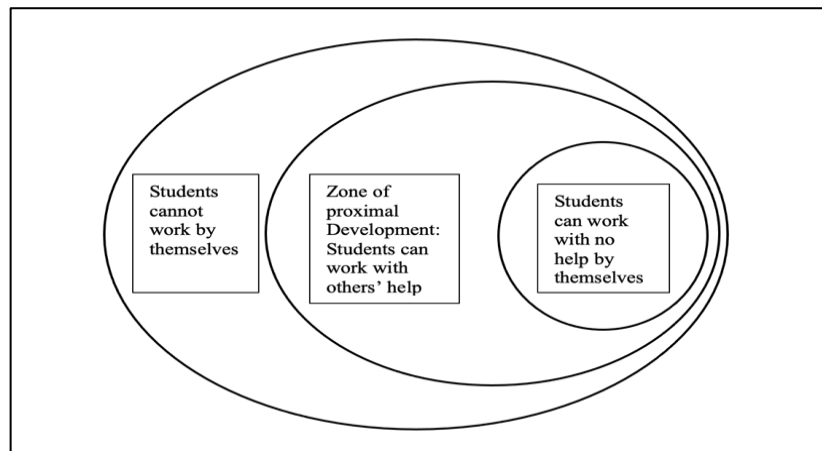 Students
cannot
work by
themselves
Zone of
proximal
Development:
Students can
work with
others’ help
Students
can work
with no
help by
themselves